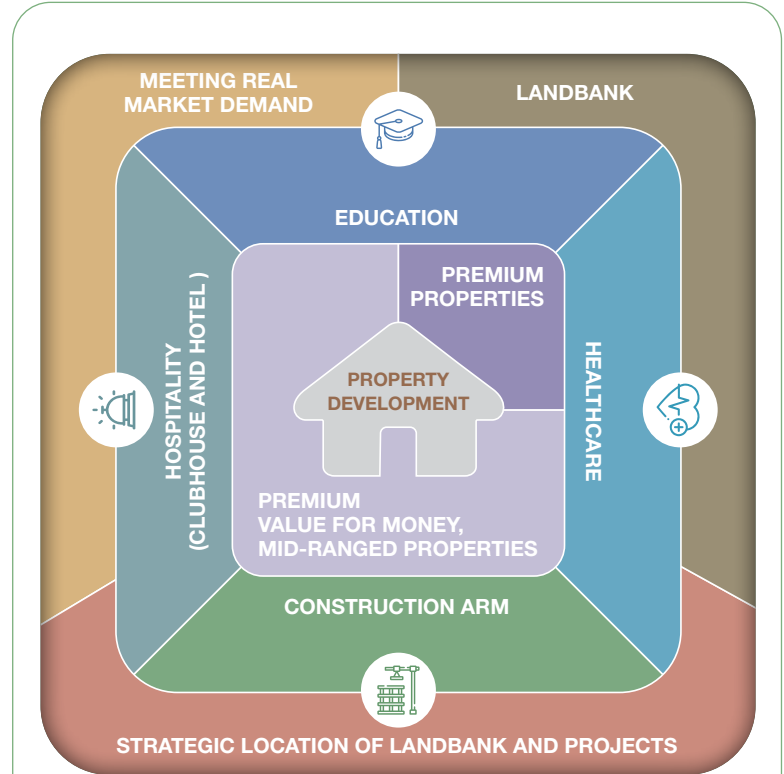 MEETING REAL
MARKET DEMAND
LANDBANK
EDUCATION
PREMIUM
PROPERTIES
HOSPITALITY
(CLUBHOUSE AND HOTEL )
PROPERTY
DEVELOPMENT
HEALTHCARE
PREMIUM
VALUE FOR MONEY,
MID-RANGED PROPERTIES
CONSTRUCTION ARM
STRATEGIC LOCATION OF LANDBANK AND PROJECTS